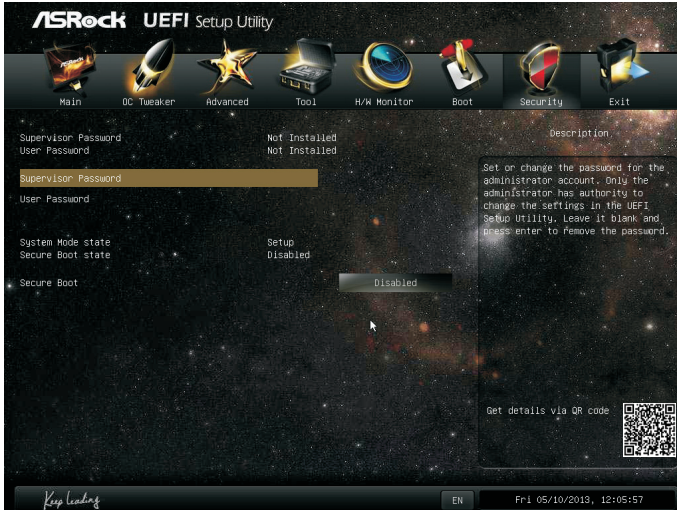 ASRock UEFI Setup Utility
Main OC Tweaker Advanced Tool H/W Monitor Boot Security Exit
Supervisor Password Not Installed
User Password Not Installed
Supervisor Password
User Password
System Mode state Setup
Secure Boot state Disabled
Secure Boot Disabled
Description
Set or change the password for the
administrator account. Only the
administrator has authority to
change the settings in the UEFI
Setup Utility. Leave it blank and
press enter to remove the password.
Get details via QR code
Keep Leading
EN Fri 05/10/2013, 12:05:57